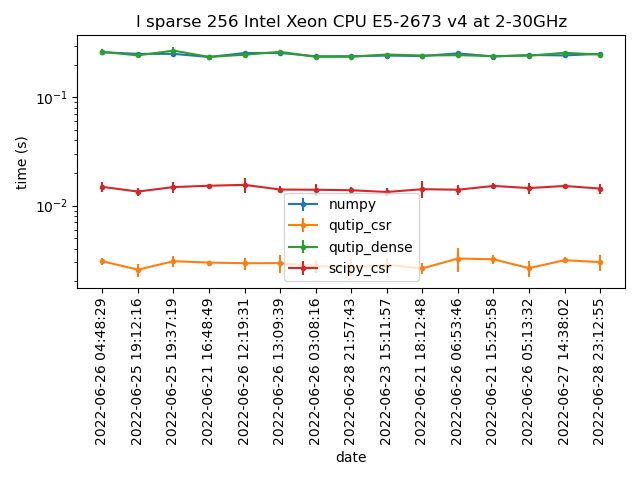 l sparse 256 Intel Xeon CPU E5-2673 v4 at 2-30GHz
time (s)
10⁻¹
10⁻²
numpy
qutip_csr
qutip_dense
scipy_csr
2022-06-26 04:48:29
2022-06-25 19:12:16
2022-06-25 19:37:19
2022-06-21 16:48:49
2022-06-26 12:19:31
2022-06-26 13:09:39
2022-06-26 03:08:16
2022-06-28 21:57:43
2022-06-23 15:11:57
2022-06-21 18:12:48
2022-06-26 06:53:46
2022-06-21 15:25:58
2022-06-26 05:13:32
2022-06-27 14:38:02
2022-06-28 23:12:55
date